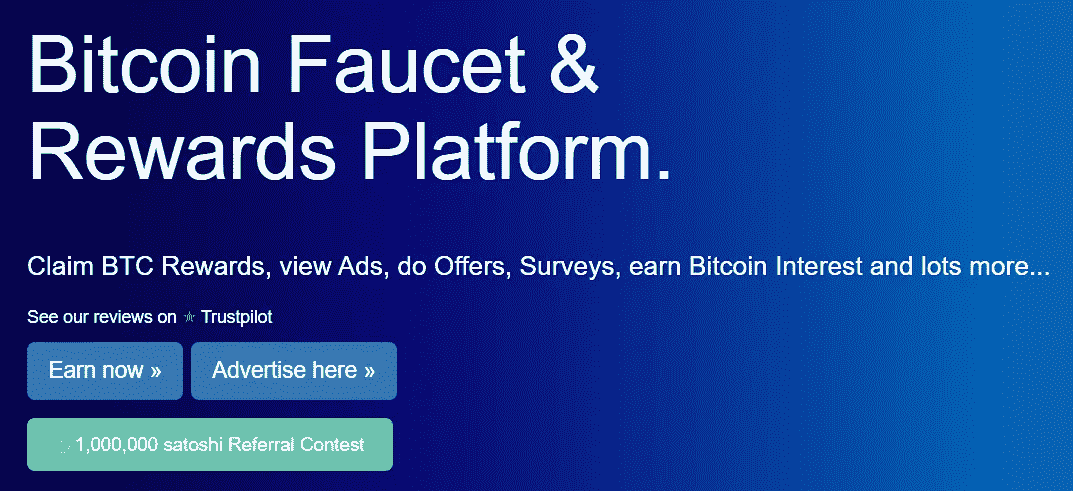 Bitcoin Faucet &
Rewards Platform.
Claim BTC Rewards, view Ads, do Offers, Surveys, earn Bitcoin Interest and lots more...
See our reviews on ☆ Trustpilot
Earn now » Advertise here »
1,000,000 satoshi Referral Contest